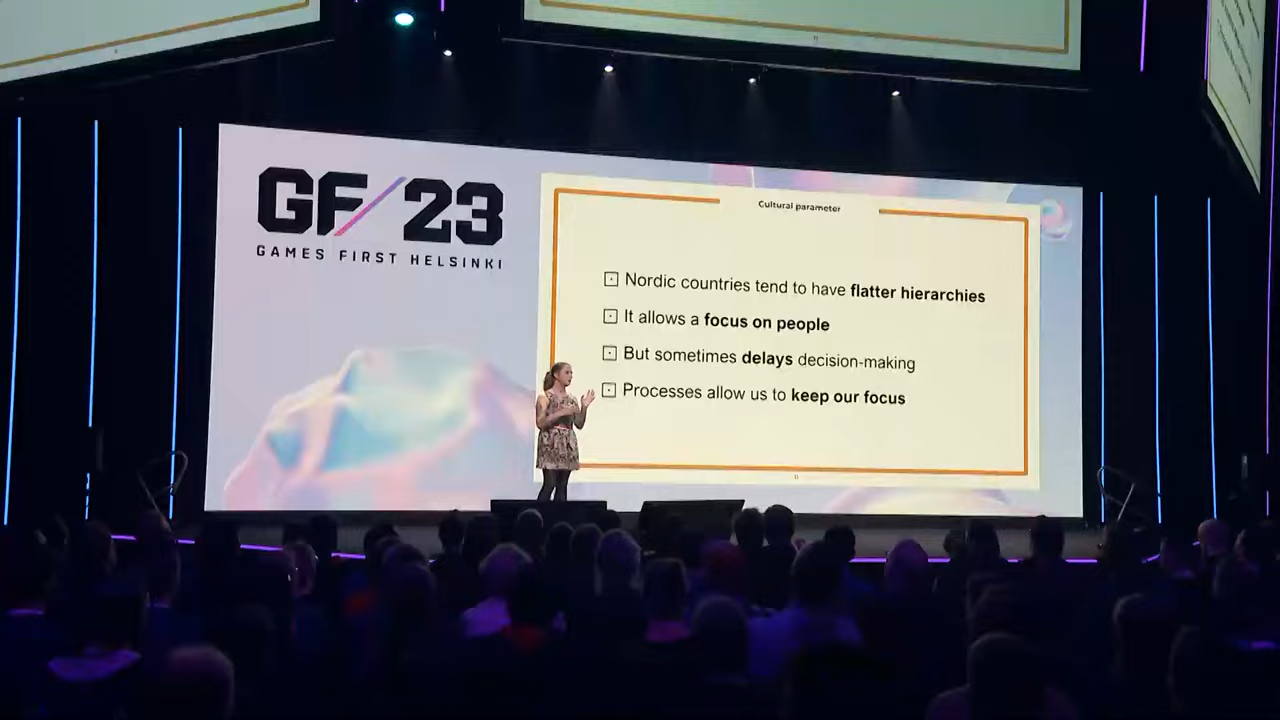 GF/23
GAMES FIRST HELSINKI
Cultural parameter
Nordic countries tend to have flatter hierarchies
It allows a focus on people
But sometimes delays decision-making
Processes allow us to keep our focus